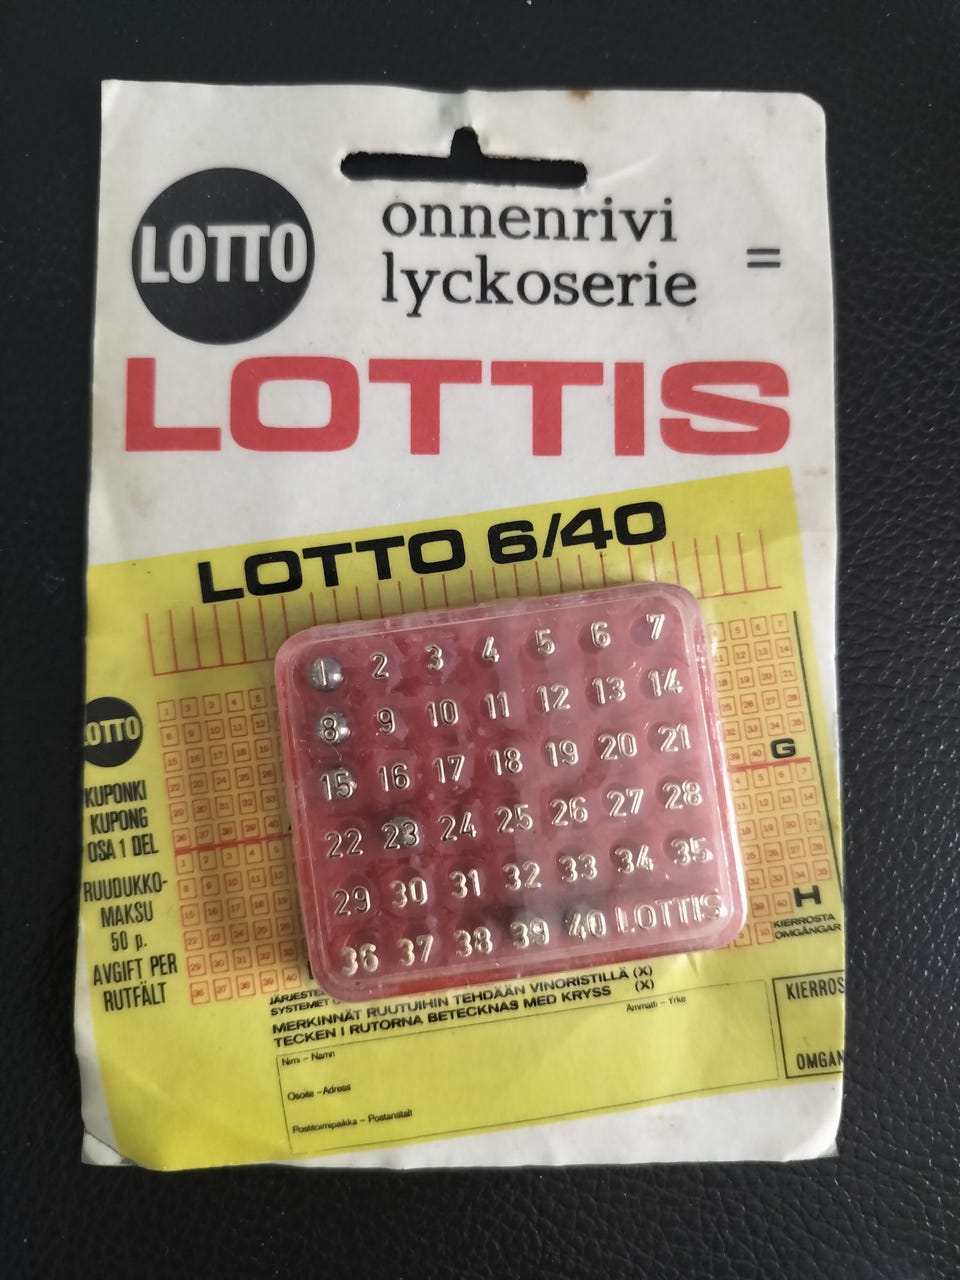 LOTTO
onnenrivi
lyckoserie
=
LOTTIS
LOTTO 6/40
1 2 3 4 5 6 7
8 9 10 11 12 13 14
15 16 17 18 19 20 21
22 23 24 25 26 27 28
29 30 31 32 33 34 35
36 37 38 39 40 LOTTIS
LOTTO
KUPONKI
KUPONG
OSA 1 DEL
RUUDUKKO-
MAKSU
50 p.
AVGIFT PER
RUTFÄLT
G
H
KIERROSTA
OMGÅNGAR
JÄRJESTE
SYSTEMET
MERKINNÄT RUUTUIHIN TEHDÄÄN VINORISTILLÄ (X)
TECKEN I RUTORNA BETECKNAS MED KRYSS (X)
Nimi – Namn
Ammatti – Yrke
Osoite – Adress
Postitoimipaikka – Postanstalt
KIERROS
OMGÅN